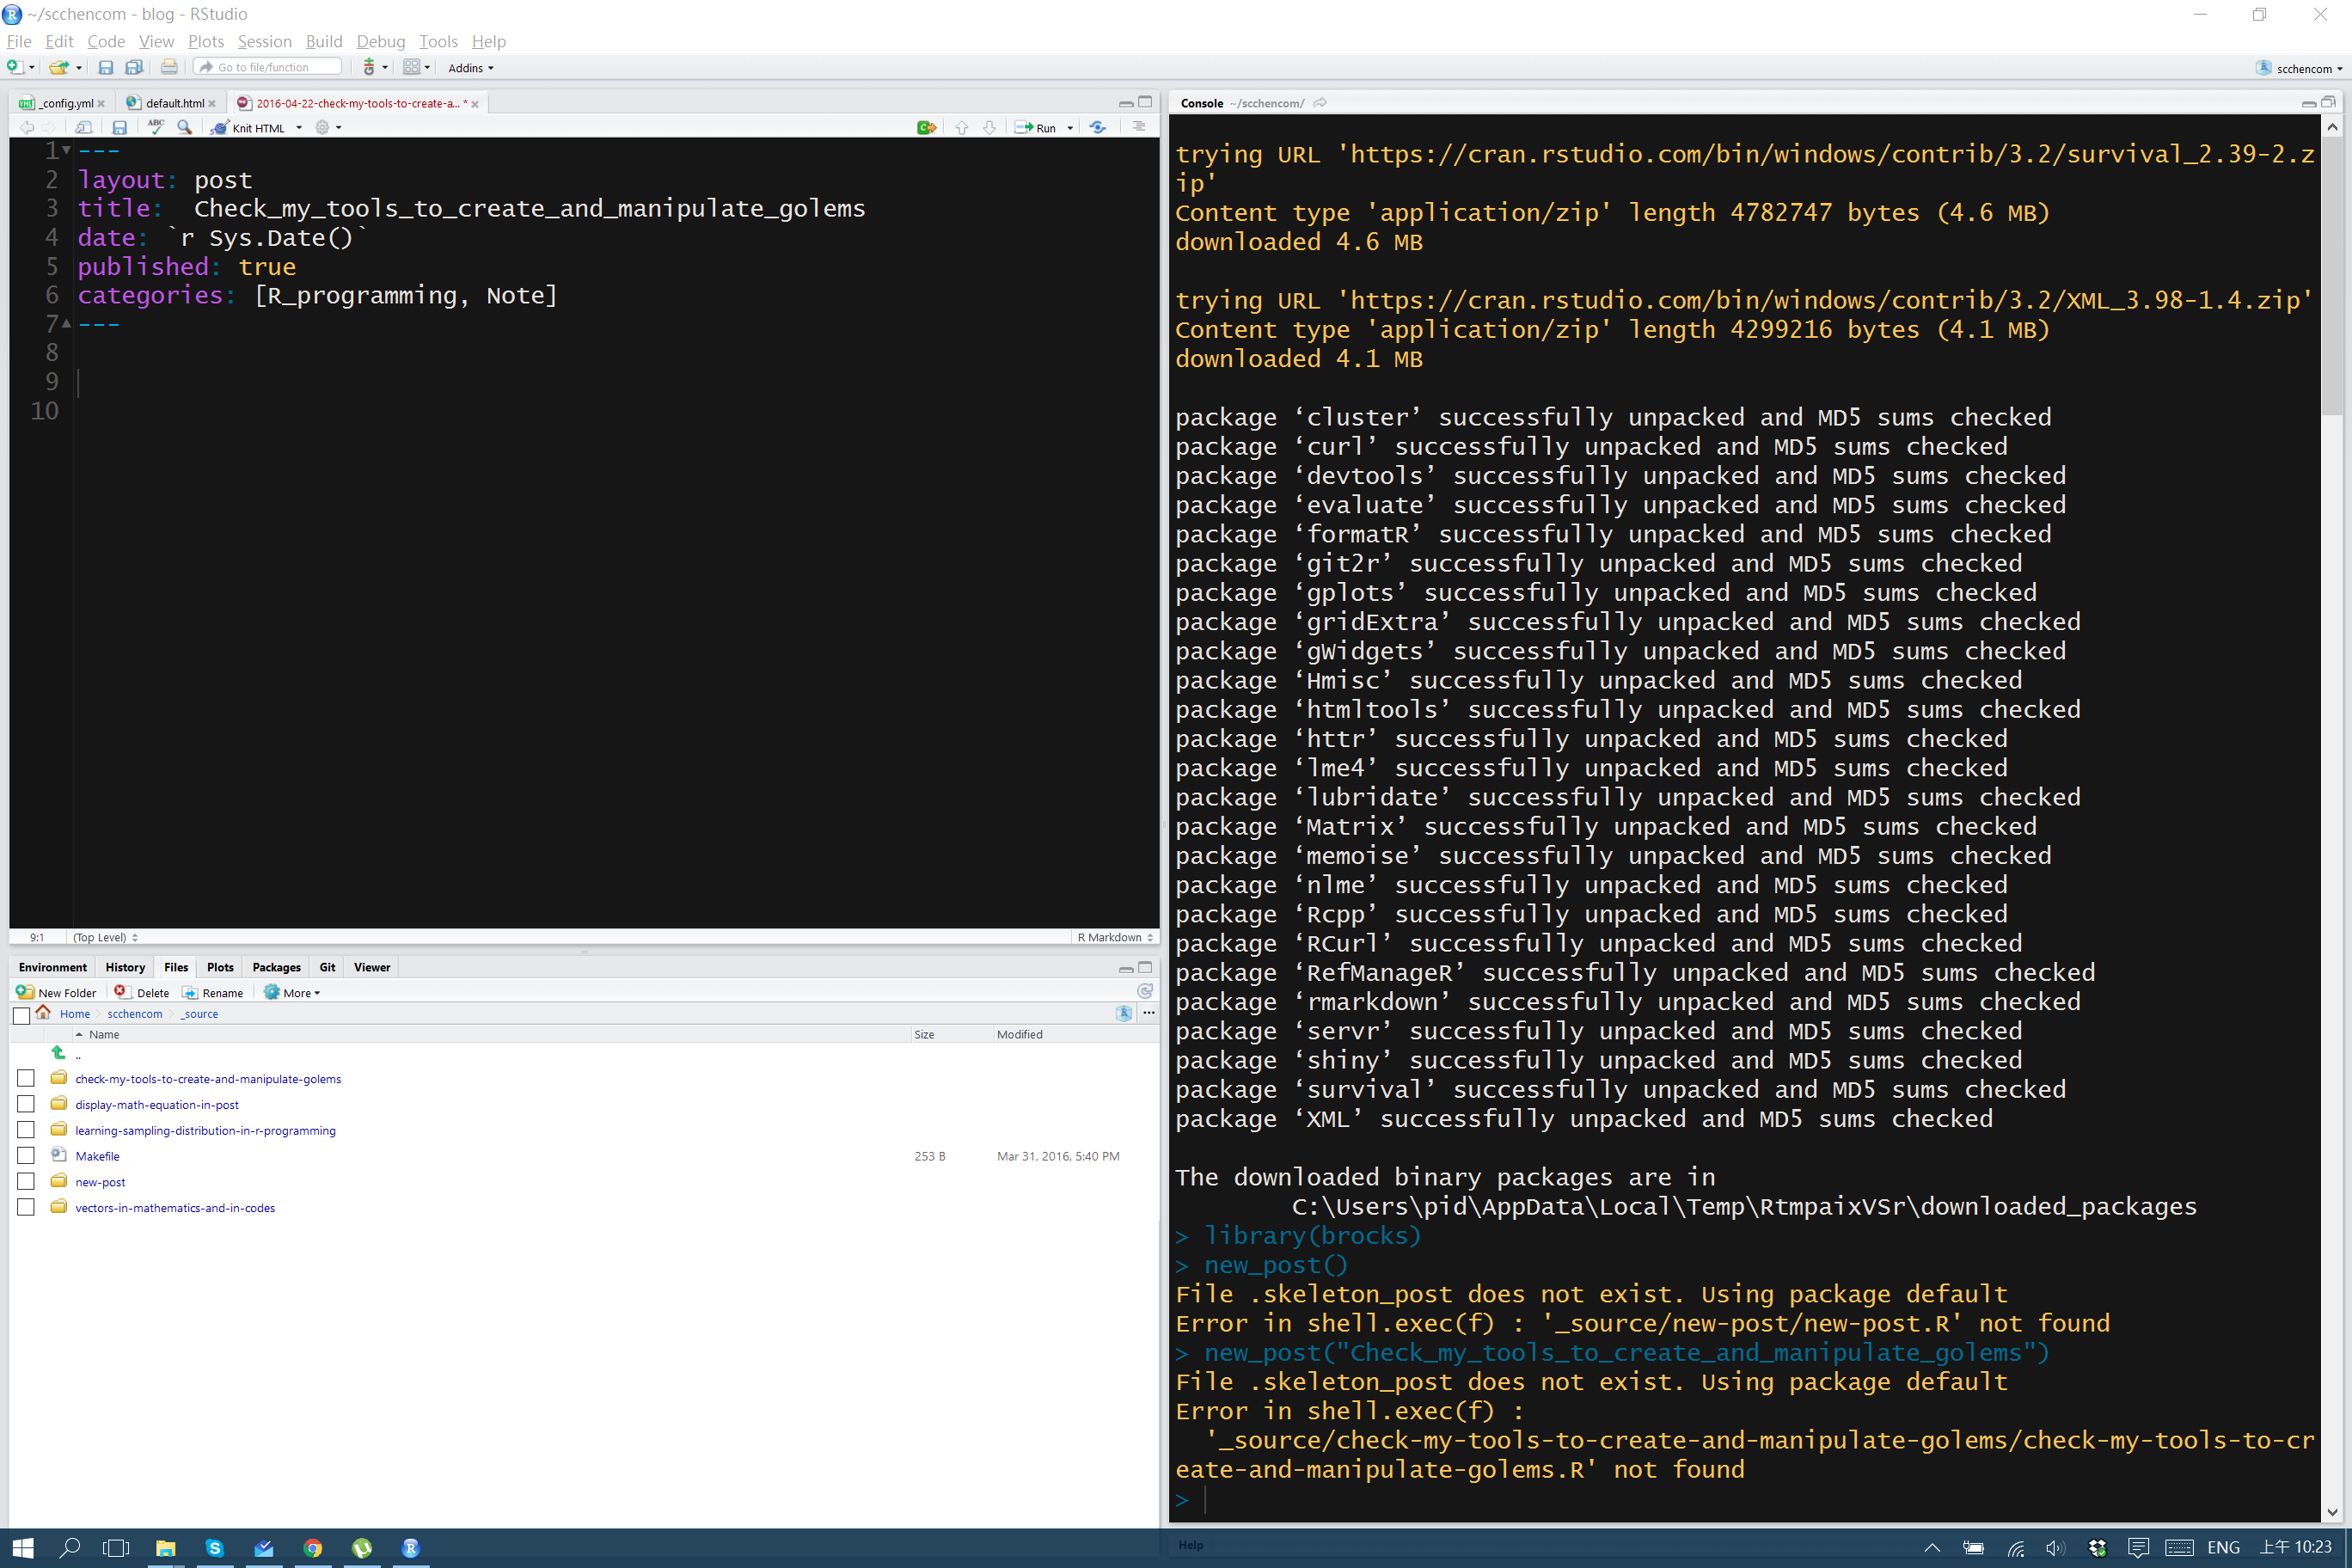 ~/scchencom - blog - RStudio
File Edit Code View Plots Session Build Debug Tools Help
Go to file/function
Addins
scchencom
_config.yml
default.html
2016-04-22-check-my-tools-to-create-a... *
ABC
Knit HTML
Run
1 ---
2 layout: post
3 title:  Check_my_tools_to_create_and_manipulate_golems
4 date: `r Sys.Date()`
5 published: true
6 categories: [R_programming, Note]
7 ---
8
9
10
9:1 (Top Level) R Markdown
Environment History Files Plots Packages Git Viewer
New Folder Delete Rename More
Home scchencom _source
Name Size Modified
..
check-my-tools-to-create-and-manipulate-golems
display-math-equation-in-post
learning-sampling-distribution-in-r-programming
Makefile 253 B Mar 31, 2016, 5:40 PM
new-post
vectors-in-mathematics-and-in-codes
Console ~/scchencom/
trying URL 'https://cran.rstudio.com/bin/windows/contrib/3.2/survival_2.39-2.z
ip'
Content type 'application/zip' length 4782747 bytes (4.6 MB)
downloaded 4.6 MB
trying URL 'https://cran.rstudio.com/bin/windows/contrib/3.2/XML_3.98-1.4.zip'
Content type 'application/zip' length 4299216 bytes (4.1 MB)
downloaded 4.1 MB
package ‘cluster’ successfully unpacked and MD5 sums checked
package ‘curl’ successfully unpacked and MD5 sums checked
package ‘devtools’ successfully unpacked and MD5 sums checked
package ‘evaluate’ successfully unpacked and MD5 sums checked
package ‘formatR’ successfully unpacked and MD5 sums checked
package ‘git2r’ successfully unpacked and MD5 sums checked
package ‘gplots’ successfully unpacked and MD5 sums checked
package ‘gridExtra’ successfully unpacked and MD5 sums checked
package ‘gWidgets’ successfully unpacked and MD5 sums checked
package ‘Hmisc’ successfully unpacked and MD5 sums checked
package ‘htmltools’ successfully unpacked and MD5 sums checked
package ‘httr’ successfully unpacked and MD5 sums checked
package ‘lme4’ successfully unpacked and MD5 sums checked
package ‘lubridate’ successfully unpacked and MD5 sums checked
package ‘Matrix’ successfully unpacked and MD5 sums checked
package ‘memoise’ successfully unpacked and MD5 sums checked
package ‘nlme’ successfully unpacked and MD5 sums checked
package ‘Rcpp’ successfully unpacked and MD5 sums checked
package ‘RCurl’ successfully unpacked and MD5 sums checked
package ‘RefManageR’ successfully unpacked and MD5 sums checked
package ‘rmarkdown’ successfully unpacked and MD5 sums checked
package ‘servr’ successfully unpacked and MD5 sums checked
package ‘shiny’ successfully unpacked and MD5 sums checked
package ‘survival’ successfully unpacked and MD5 sums checked
package ‘XML’ successfully unpacked and MD5 sums checked
The downloaded binary packages are in
C:\Users\pid\AppData\Local\Temp\RtmpaixVSr\downloaded_packages
> library(brocks)
> new_post()
File .skeleton_post does not exist. Using package default
Error in shell.exec(f) : '_source/new-post/new-post.R' not found
> new_post("Check_my_tools_to_create_and_manipulate_golems")
File .skeleton_post does not exist. Using package default
Error in shell.exec(f) :
'_source/check-my-tools-to-create-and-manipulate-golems/check-my-tools-to-cr
eate-and-manipulate-golems.R' not found
>
Help
ENG 上午 10:23